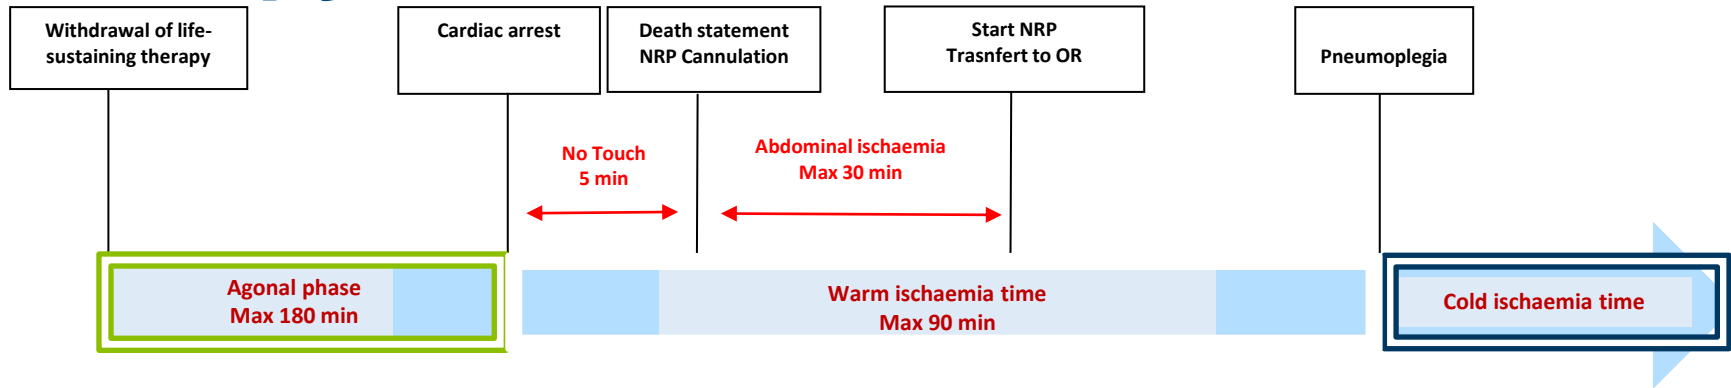 Withdrawal of life-
sustaining therapy
Cardiac arrest
Death statement
NRP Cannulation
Start NRP
Trasnfert to OR
Pneumoplegia
No Touch
5 min
Abdominal ischaemia
Max 30 min
Agonal phase
Max 180 min
Warm ischaemia time
Max 90 min
Cold ischaemia time